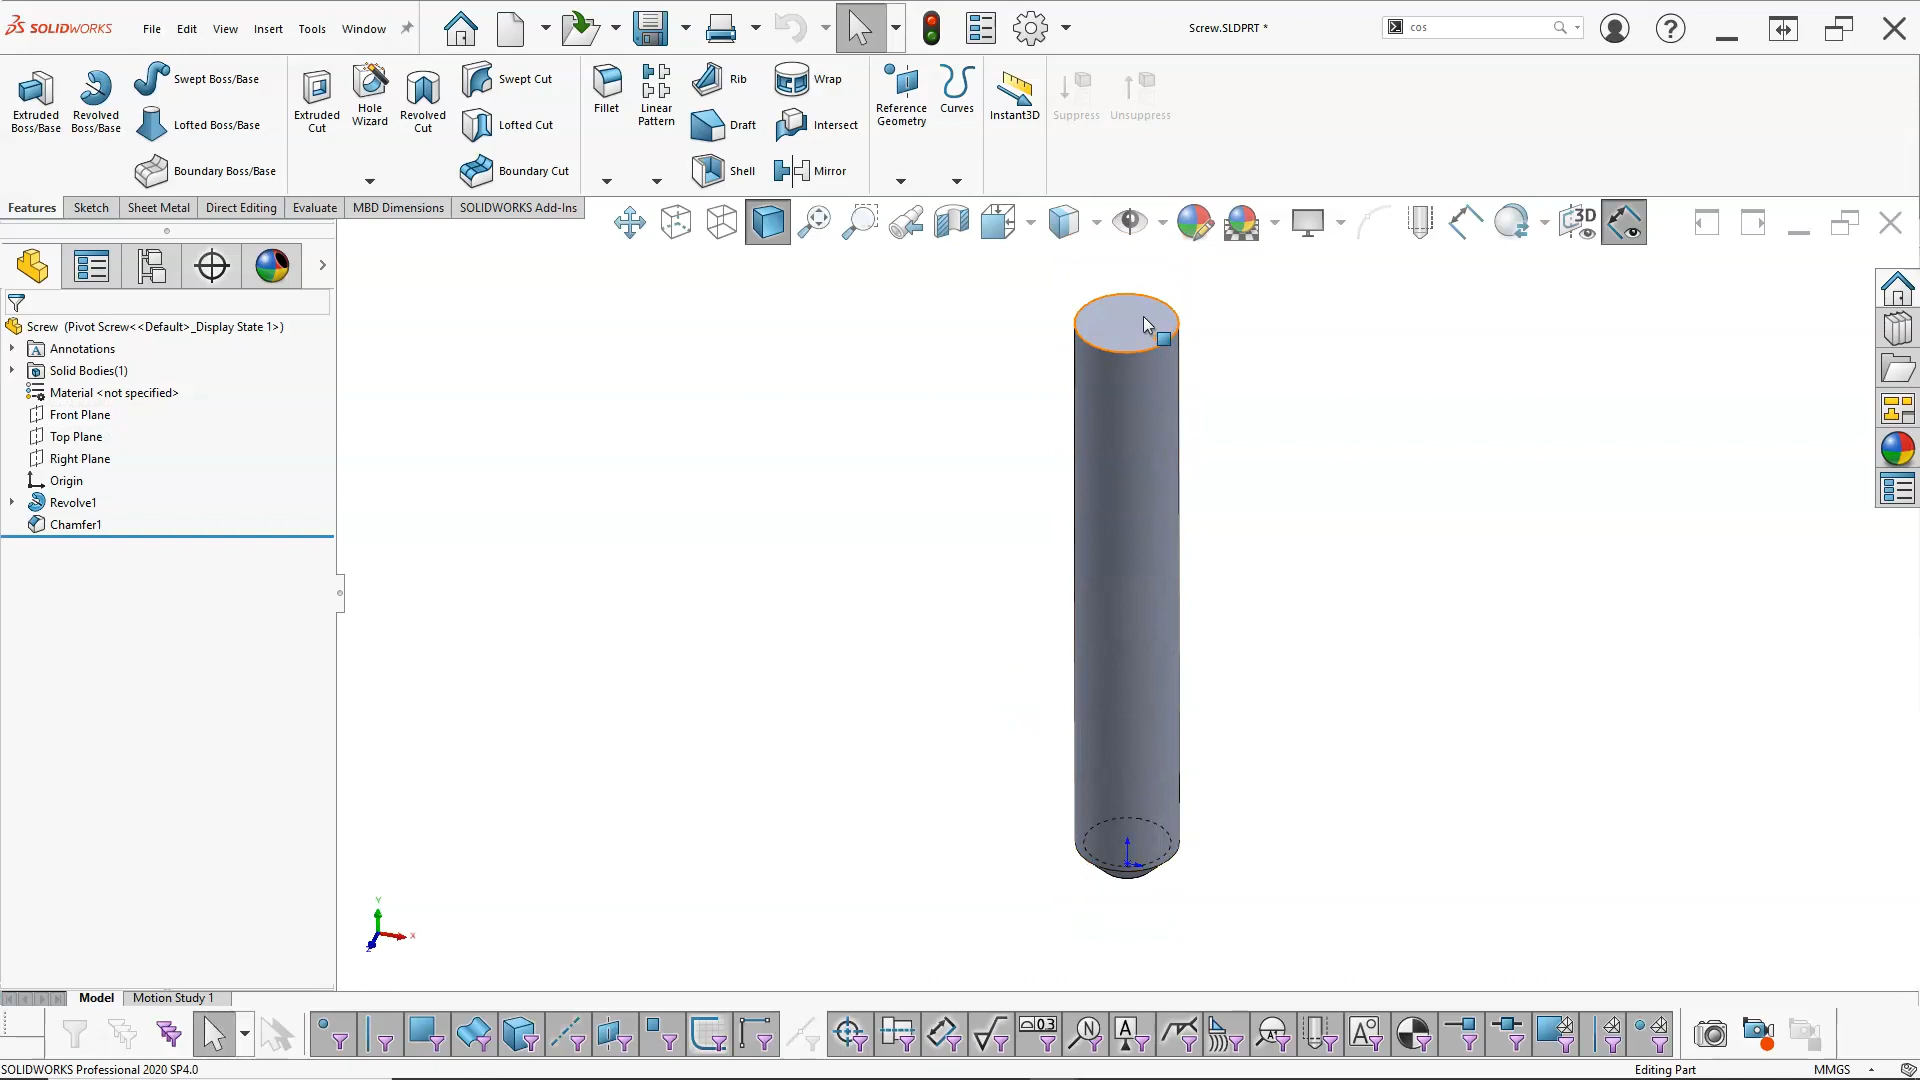 SOLIDWORKS
File Edit View Insert Tools Window
Screw.SLDPRT *
cos
Extruded Boss/Base
Revolved Boss/Base
Swept Boss/Base
Lofted Boss/Base
Boundary Boss/Base
Extruded Cut
Hole Wizard
Revolved Cut
Swept Cut
Lofted Cut
Boundary Cut
Fillet
Linear Pattern
Rib
Draft
Shell
Wrap
Intersect
Mirror
Reference Geometry
Curves
Instant3D
Suppress
Unsuppress
Features Sketch Sheet Metal Direct Editing Evaluate MBD Dimensions SOLIDWORKS Add-Ins
3D
Screw (Pivot Screw<<Default>_Display State 1>)
Annotations
Solid Bodies(1)
Material <not specified>
Front Plane
Top Plane
Right Plane
Origin
Revolve1
Chamfer1
Y
X
Z
Model Motion Study 1
SOLIDWORKS Professional 2020 SP4.0
Editing Part
MMGS